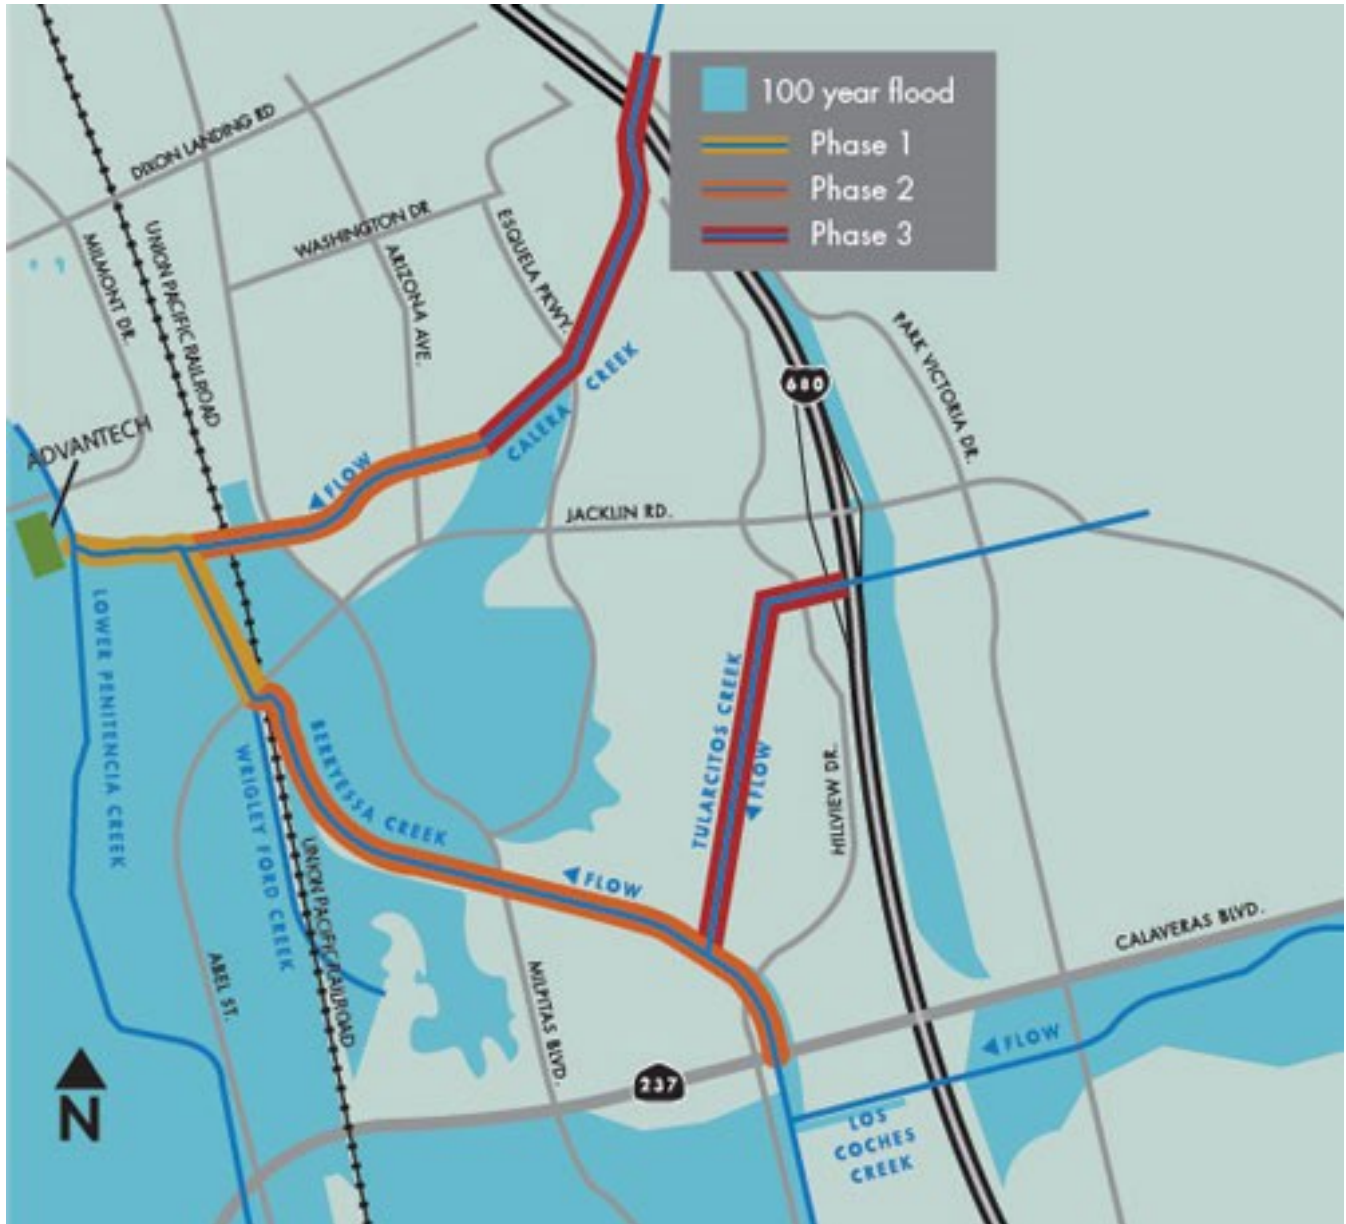 100 year flood
Phase 1
Phase 2
Phase 3
DIXON LANDING RD
WASHINGTON DR
ESQUELA PKWY.
MILMONT DR.
UNION PACIFIC RAILROAD
ARIZONA AVE.
PARK VICTORIA DR.
CALERA CREEK
680
ADVANTECH
FLOW
JACKLIN RD.
LOWER PENITENCIA CREEK
TULARCITOS CREEK
FLOW
BERRYESSA CREEK
WRIGLEY FORD CREEK
HILLVIEW DR.
UNION PACIFIC RAILROAD
FLOW
CALAVERAS BLVD.
ABEL ST.
MILPITAS BLVD.
FLOW
237
N
LOS
COCHES
CREEK